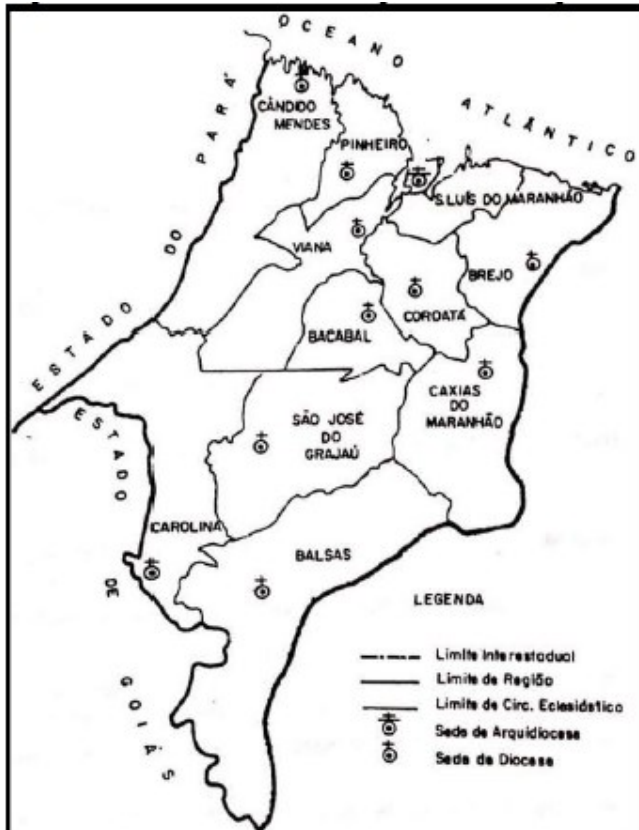 OCEANO
ATLÂNTICO
ESTADO DO PARÁ
CÂNDIDO
MENDES
PINHEIRO
S.LUÍS DO MARANHÃO
VIANA
BREJO
COROATÁ
BACABAL
CAXIAS
DO
MARANHÃO
SÃO JOSÉ
DO
GRAJAÚ
ESTADO DE GOIÁS
CAROLINA
BALSAS
LEGENDA
Limite Interestadual
Limite de Região
Limite de Circ. Eclesiástico
Sede de Arquidiocese
Sede de Diocese